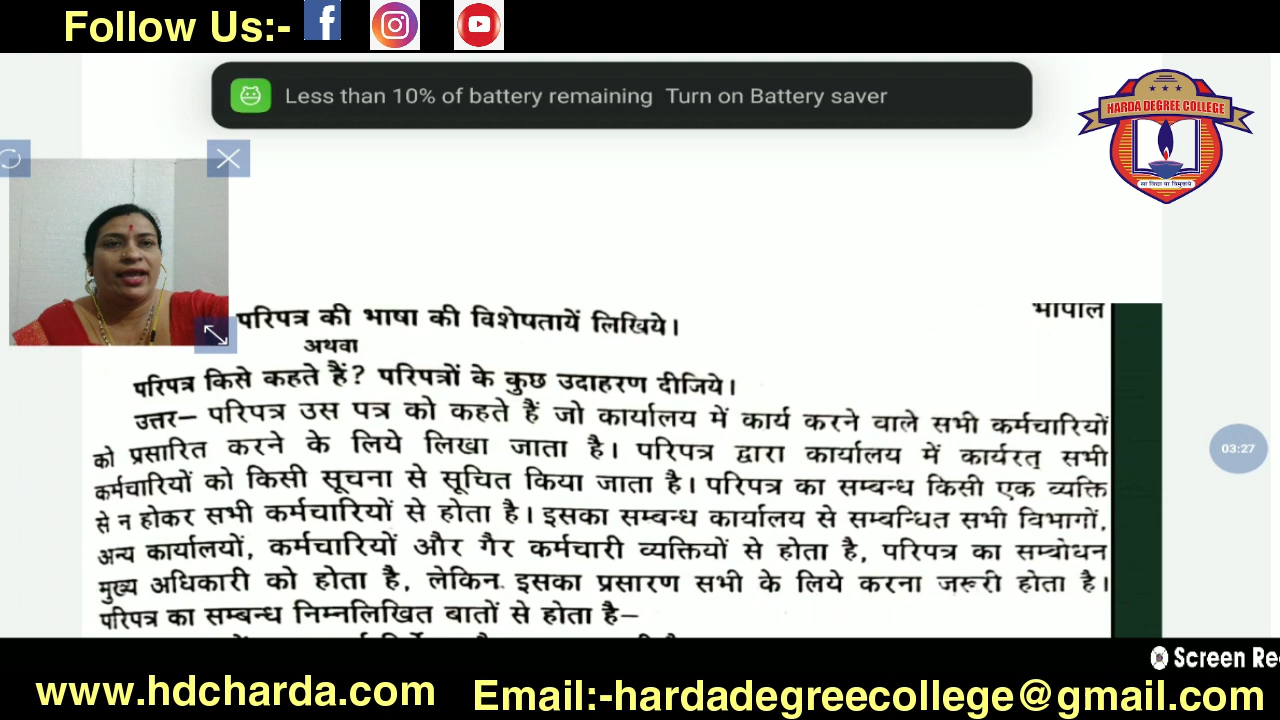 Follow Us:-
Less than 10% of battery remaining Turn on Battery saver
HARDA DEGREE COLLEGE
सा विद्या या विमुक्तये
भोपाल
परिपत्र की भाषा की विशेषतायें लिखिये।
अथवा
परिपत्र किसे कहते हैं? परिपत्रों के कुछ उदाहरण दीजिये।
उत्तर– परिपत्र उस पत्र को कहते हैं जो कार्यालय में कार्य करने वाले सभी कर्मचारियों
को प्रसारित करने के लिये लिखा जाता है। परिपत्र द्वारा कार्यालय में कार्यरत् सभी
कर्मचारियों को किसी सूचना से सूचित किया जाता है। परिपत्र का सम्बन्ध किसी एक व्यक्ति
से न होकर सभी कर्मचारियों से होता है। इसका सम्बन्ध कार्यालय से सम्बन्धित सभी विभागों,
अन्य कार्यालयों, कर्मचारियों और गैर कर्मचारी व्यक्तियों से होता है, परिपत्र का सम्बोधन
मुख्य अधिकारी को होता है, लेकिन इसका प्रसारण सभी के लिये करना जरूरी होता है।
परिपत्र का सम्बन्ध निम्नलिखित बातों से होता है–
03:27
Screen Re
www.hdcharda.com
Email:-hardadegreecollege@gmail.com